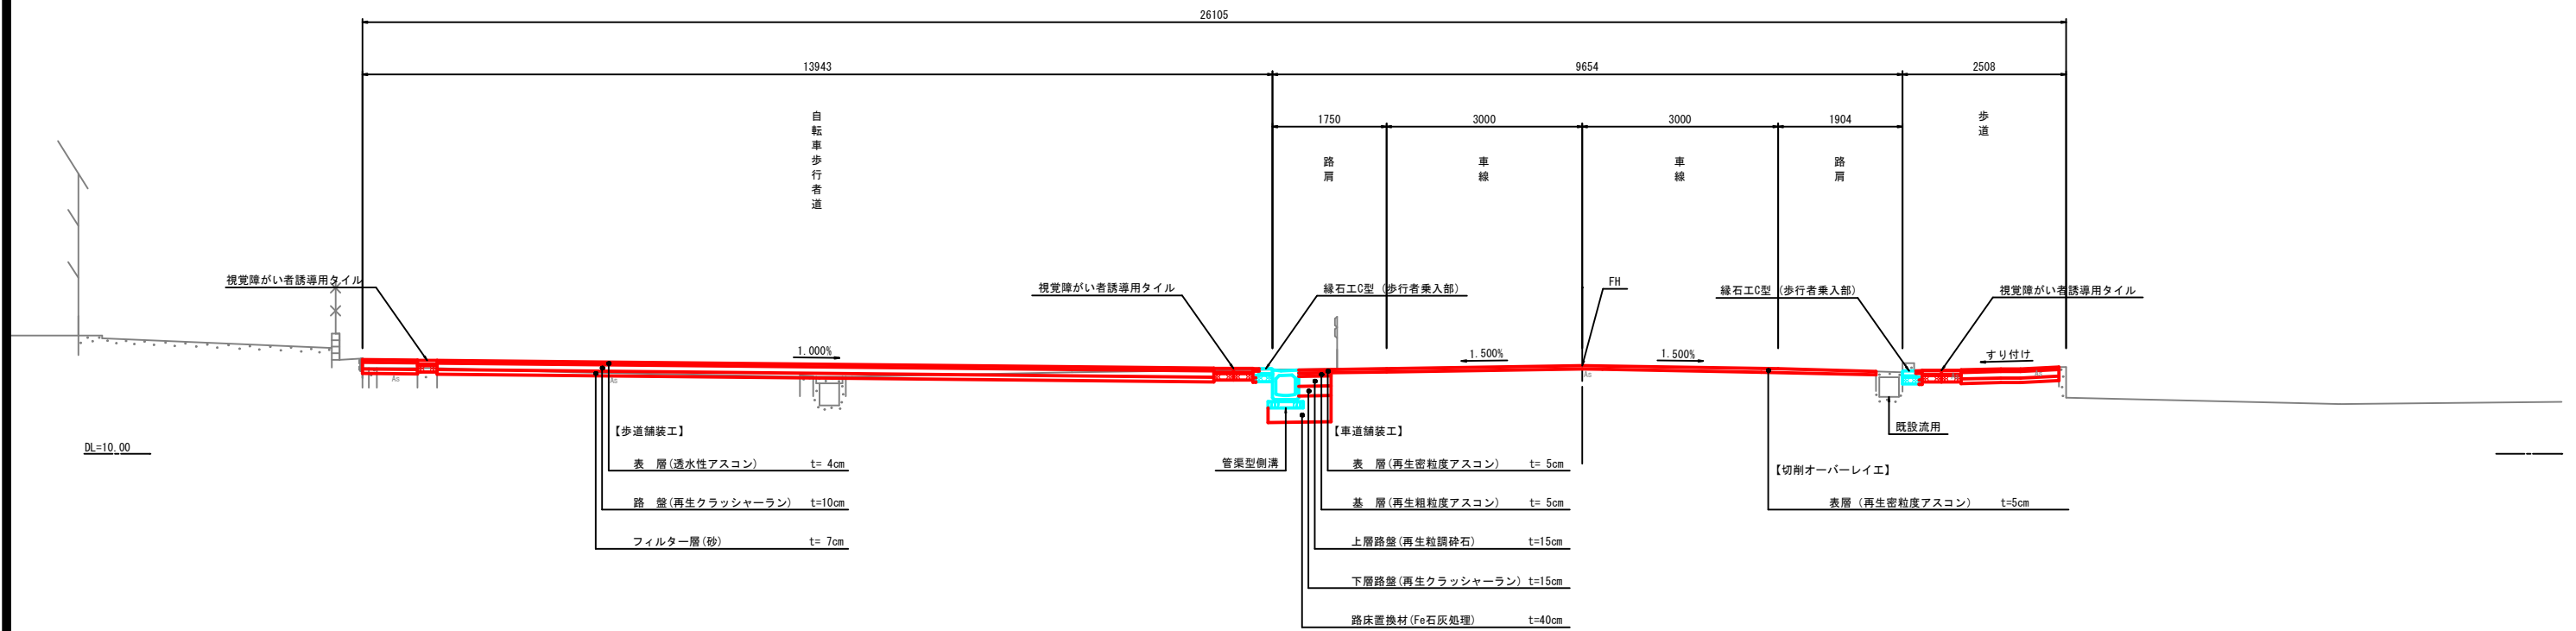 26105
13943
9654
2508
自転車歩行者道
1750
3000
3000
1904
歩道
路肩
車線
車線
路肩
視覚障がい者誘導用タイル
視覚障がい者誘導用タイル
縁石工C型 (歩行者乗入部)
FH
縁石工C型 (歩行者乗入部)
視覚障がい者誘導用タイル
1.000%
1.500%
1.500%
すり付け
As
As
As
As
DL=10.00
【歩道舗装工】
表 層(透水性アスコン) t= 4cm
路 盤(再生クラッシャーラン) t=10cm
フィルター層(砂) t= 7cm
管渠型側溝
【車道舗装工】
表 層(再生密粒度アスコン) t= 5cm
基 層(再生粗粒度アスコン) t= 5cm
上層路盤(再生粒調砕石) t=15cm
下層路盤(再生クラッシャーラン) t=15cm
路床置換材(Fe石灰処理) t=40cm
既設流用
【切削オーバーレイ工】
表層 (再生密粒度アスコン) t=5cm